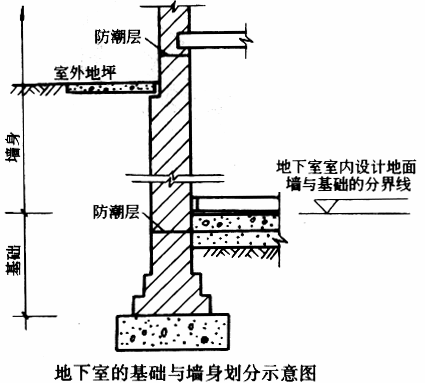 防潮层
室外地坪
墙身
地下室室内设计地面
墙与基础的分界线
防潮层
基础
地下室的基础与墙身划分示意图